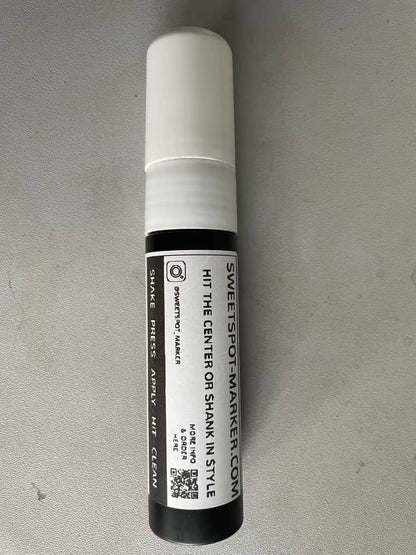 SWEETSPOT-MARKER.COM
HIT THE CENTER OR SHANK IN STYLE
@SWEETSPOT_MARKER
MORE INFO
& ORDER
HERE
SHAKE PRESS APPLY HIT CLEAN